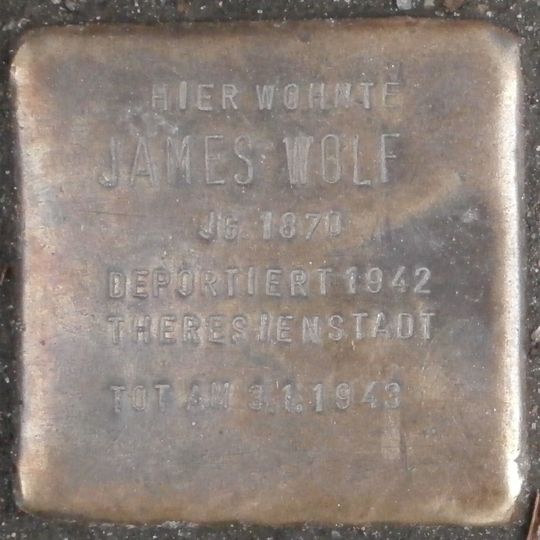 HIER WOHNTE
JAMES WOLF
JG. 1870
DEPORTIERT 1942
THERESIENSTADT
TOT AM 3.1.1943